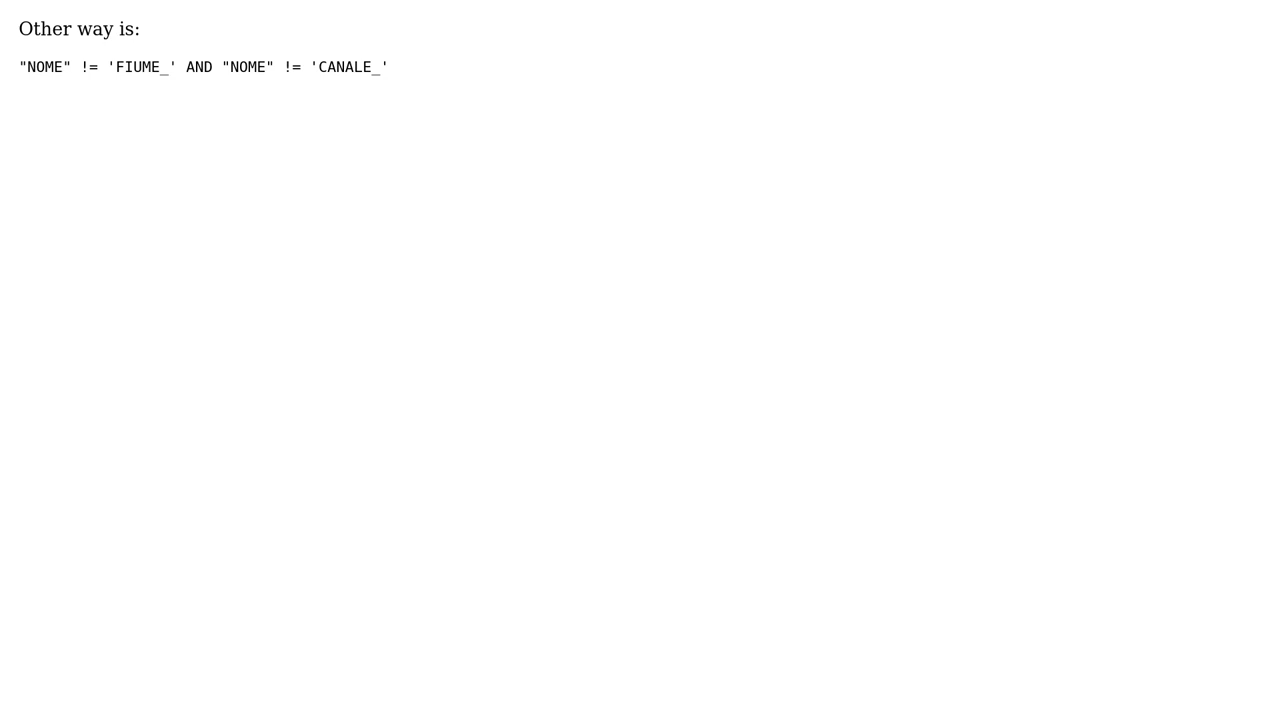 Other way is:
"NOME" != 'FIUME_' AND "NOME" != 'CANALE_'